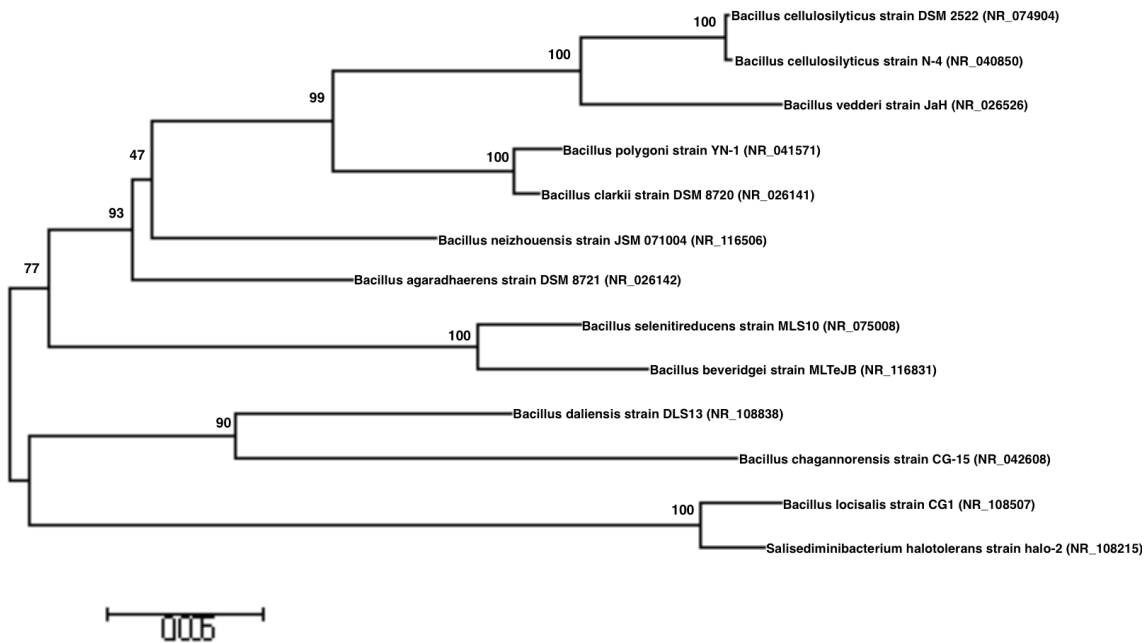 Bacillus cellulosilyticus strain DSM 2522 (NR_074904)
100
Bacillus cellulosilyticus strain N-4 (NR_040850)
100
Bacillus vedderi strain JaH (NR_026526)
99
Bacillus polygoni strain YN-1 (NR_041571)
100
47
Bacillus clarkii strain DSM 8720 (NR_026141)
93
Bacillus neizhouensis strain JSM 071004 (NR_116506)
77
Bacillus agaradhaerens strain DSM 8721 (NR_026142)
Bacillus selenitireducens strain MLS10 (NR_075008)
100
Bacillus beveridgei strain MLTeJB (NR_116831)
Bacillus daliensis strain DLS13 (NR_108838)
90
Bacillus chagannorensis strain CG-15 (NR_042608)
Bacillus locisalis strain CG1 (NR_108507)
100
Salisediminibacterium halotolerans strain halo-2 (NR_108215)